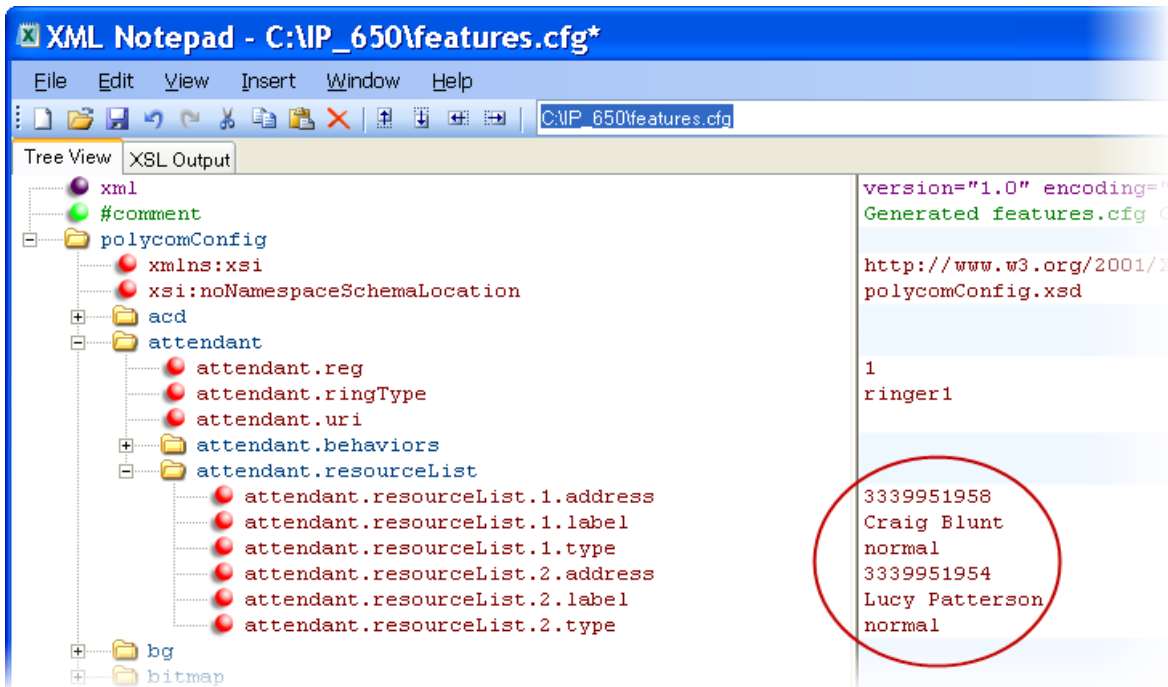 XML Notepad - C:\IP_650\features.cfg*
File Edit View Insert Window Help
C:\IP_650\features.cfg
Tree View XSL Output
xml version="1.0" encoding="
#comment Generated features.cfg
polycomConfig
xmlns:xsi http://www.w3.org/2001/
xsi:noNamespaceSchemaLocation polycomConfig.xsd
acd
attendant
attendant.reg 1
attendant.ringType ringer1
attendant.uri
attendant.behaviors
attendant.resourceList
attendant.resourceList.1.address 3339951958
attendant.resourceList.1.label Craig Blunt
attendant.resourceList.1.type normal
attendant.resourceList.2.address 3339951954
attendant.resourceList.2.label Lucy Patterson
attendant.resourceList.2.type normal
bg
bitmap